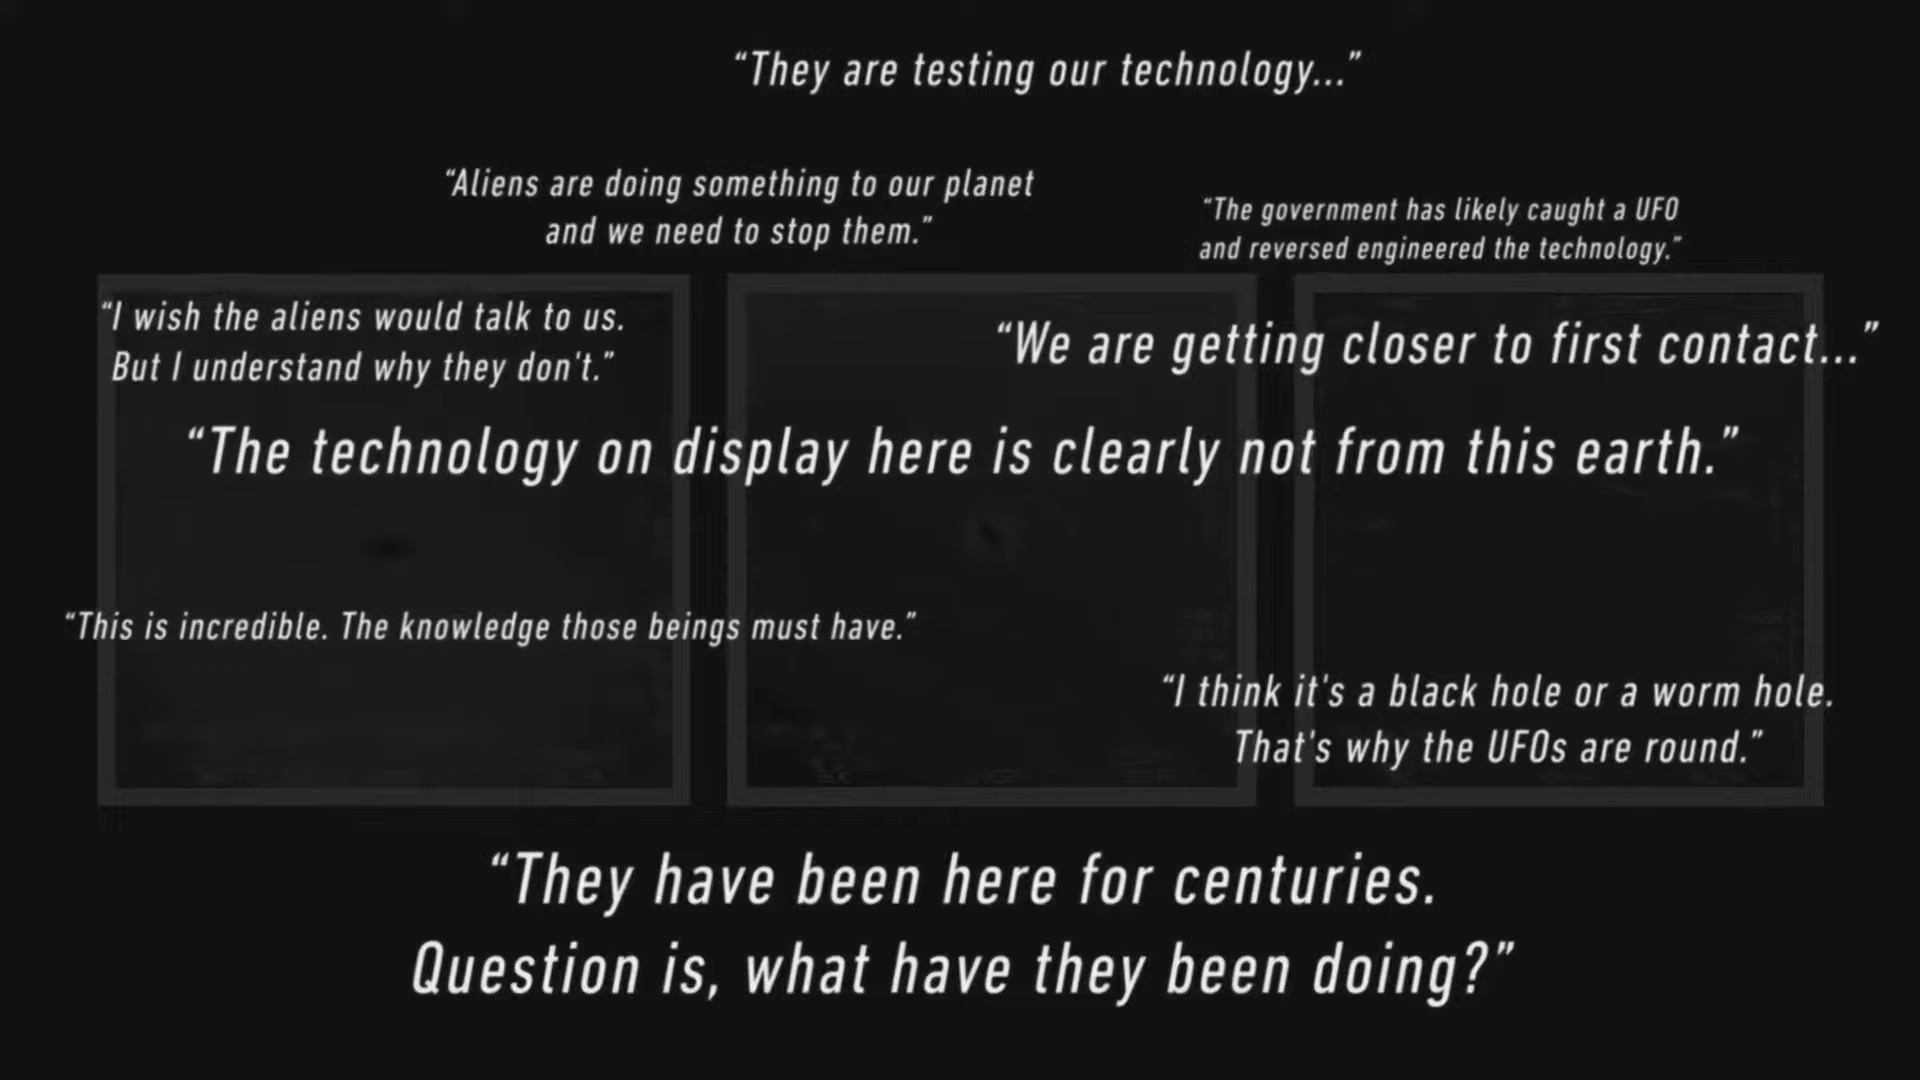 “They are testing our technology...”
“Aliens are doing something to our planet
and we need to stop them.”
“The government has likely caught a UFO
and reversed engineered the technology.”
“I wish the aliens would talk to us.
But I understand why they don't.”
“We are getting closer to first contact...”
“The technology on display here is clearly not from this earth.”
“This is incredible. The knowledge those beings must have.”
“I think it's a black hole or a worm hole.
That's why the UFOs are round.”
“They have been here for centuries.
Question is, what have they been doing?”